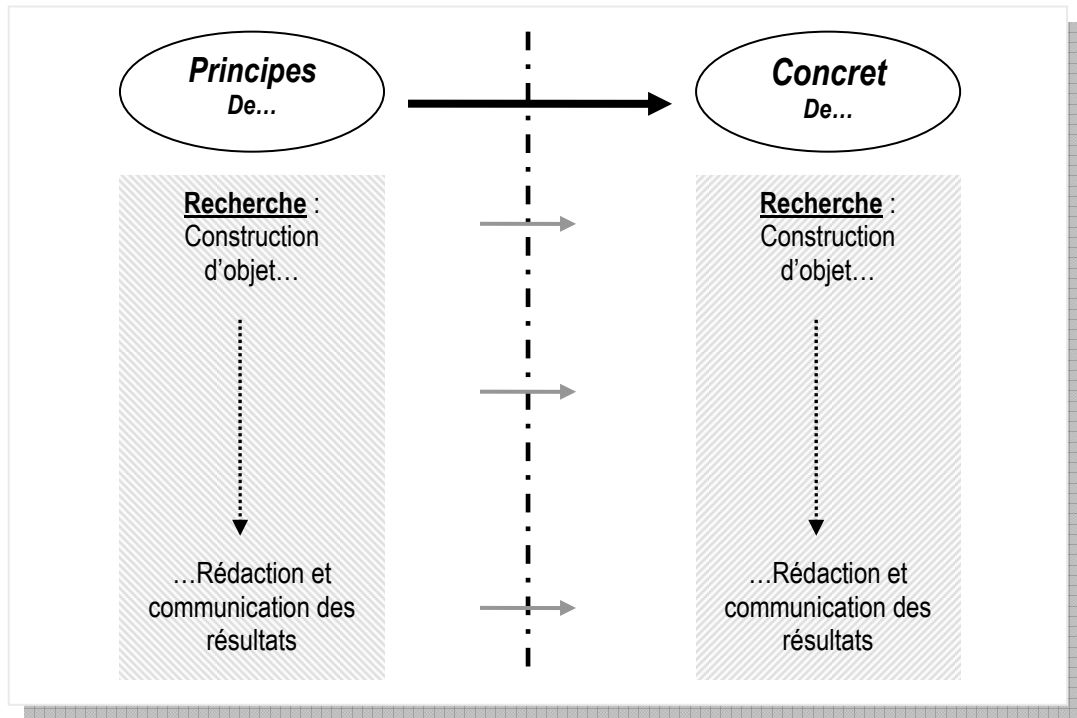 Principes
De…
Concret
De…
Recherche :
Construction
d’objet…
…Rédaction et
communication des
résultats
Recherche :
Construction
d’objet…
…Rédaction et
communication des
résultats